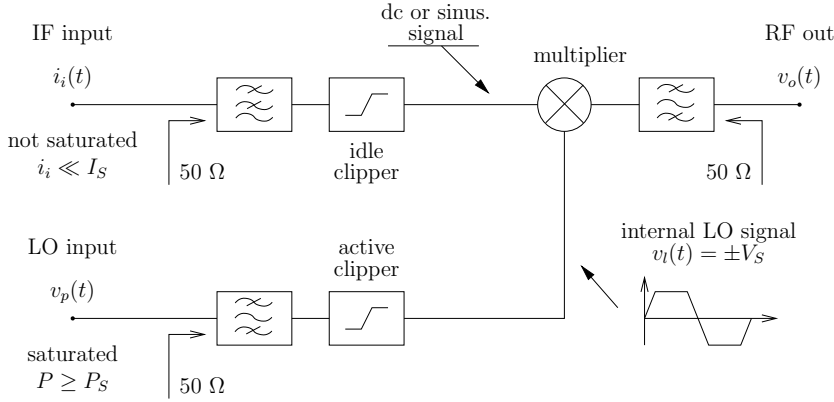 dc or sinus.
signal
IF input
i_i(t)
not saturated
i_i ≪ I_S
50 Ω
idle
clipper
multiplier
RF out
v_o(t)
50 Ω
LO input
v_p(t)
saturated
P ≥ P_S
50 Ω
active
clipper
internal LO signal
v_l(t) = ±V_S